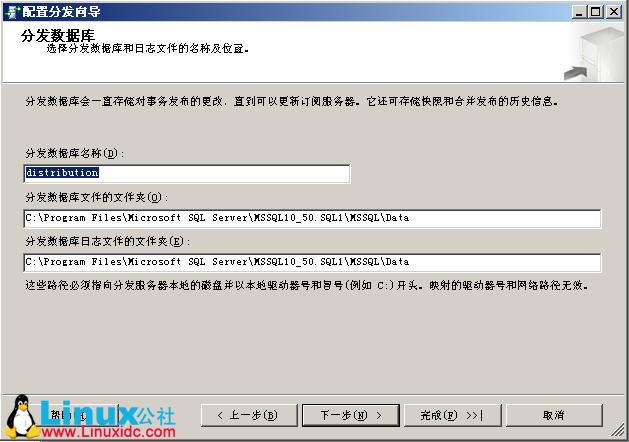 配置分发向导
分发数据库
选择分发数据库和日志文件的名称及位置。
分发数据库会一直存储对事务发布的更改，直到可以更新订阅服务器。它还可存储快照和合并发布的历史信息。
分发数据库名称(D):
distribution
分发数据库文件的文件夹(O):
C:\Program Files\Microsoft SQL Server\MSSQL10_50.SQL1\MSSQL\Data
分发数据库日志文件的文件夹(E):
C:\Program Files\Microsoft SQL Server\MSSQL10_50.SQL1\MSSQL\Data
这些路径必须指向分发服务器本地的磁盘并以本地驱动器号和冒号(例如 C:)开头。映射的驱动器号和网络路径无效。
< 上一步(B) 下一步(N) > 完成(F) >>| 取消
Linux公社
www.Linuxidc.com